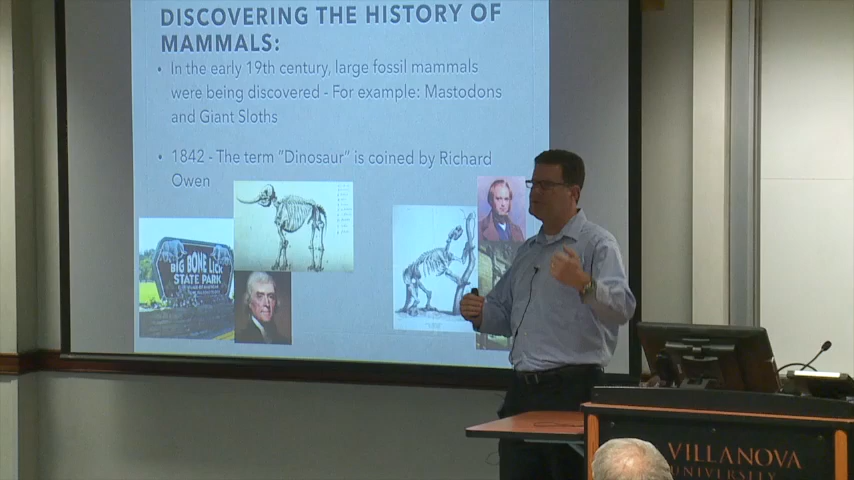 DISCOVERING THE HISTORY OF
MAMMALS:
• In the early 19th century, large fossil mammals
were being discovered - For example: Mastodons
and Giant Sloths
• 1842 - The term "Dinosaur" is coined by Richard
Owen
BIG BONE LICK
STATE PARK
VILLANOVA
UNIVERSITY